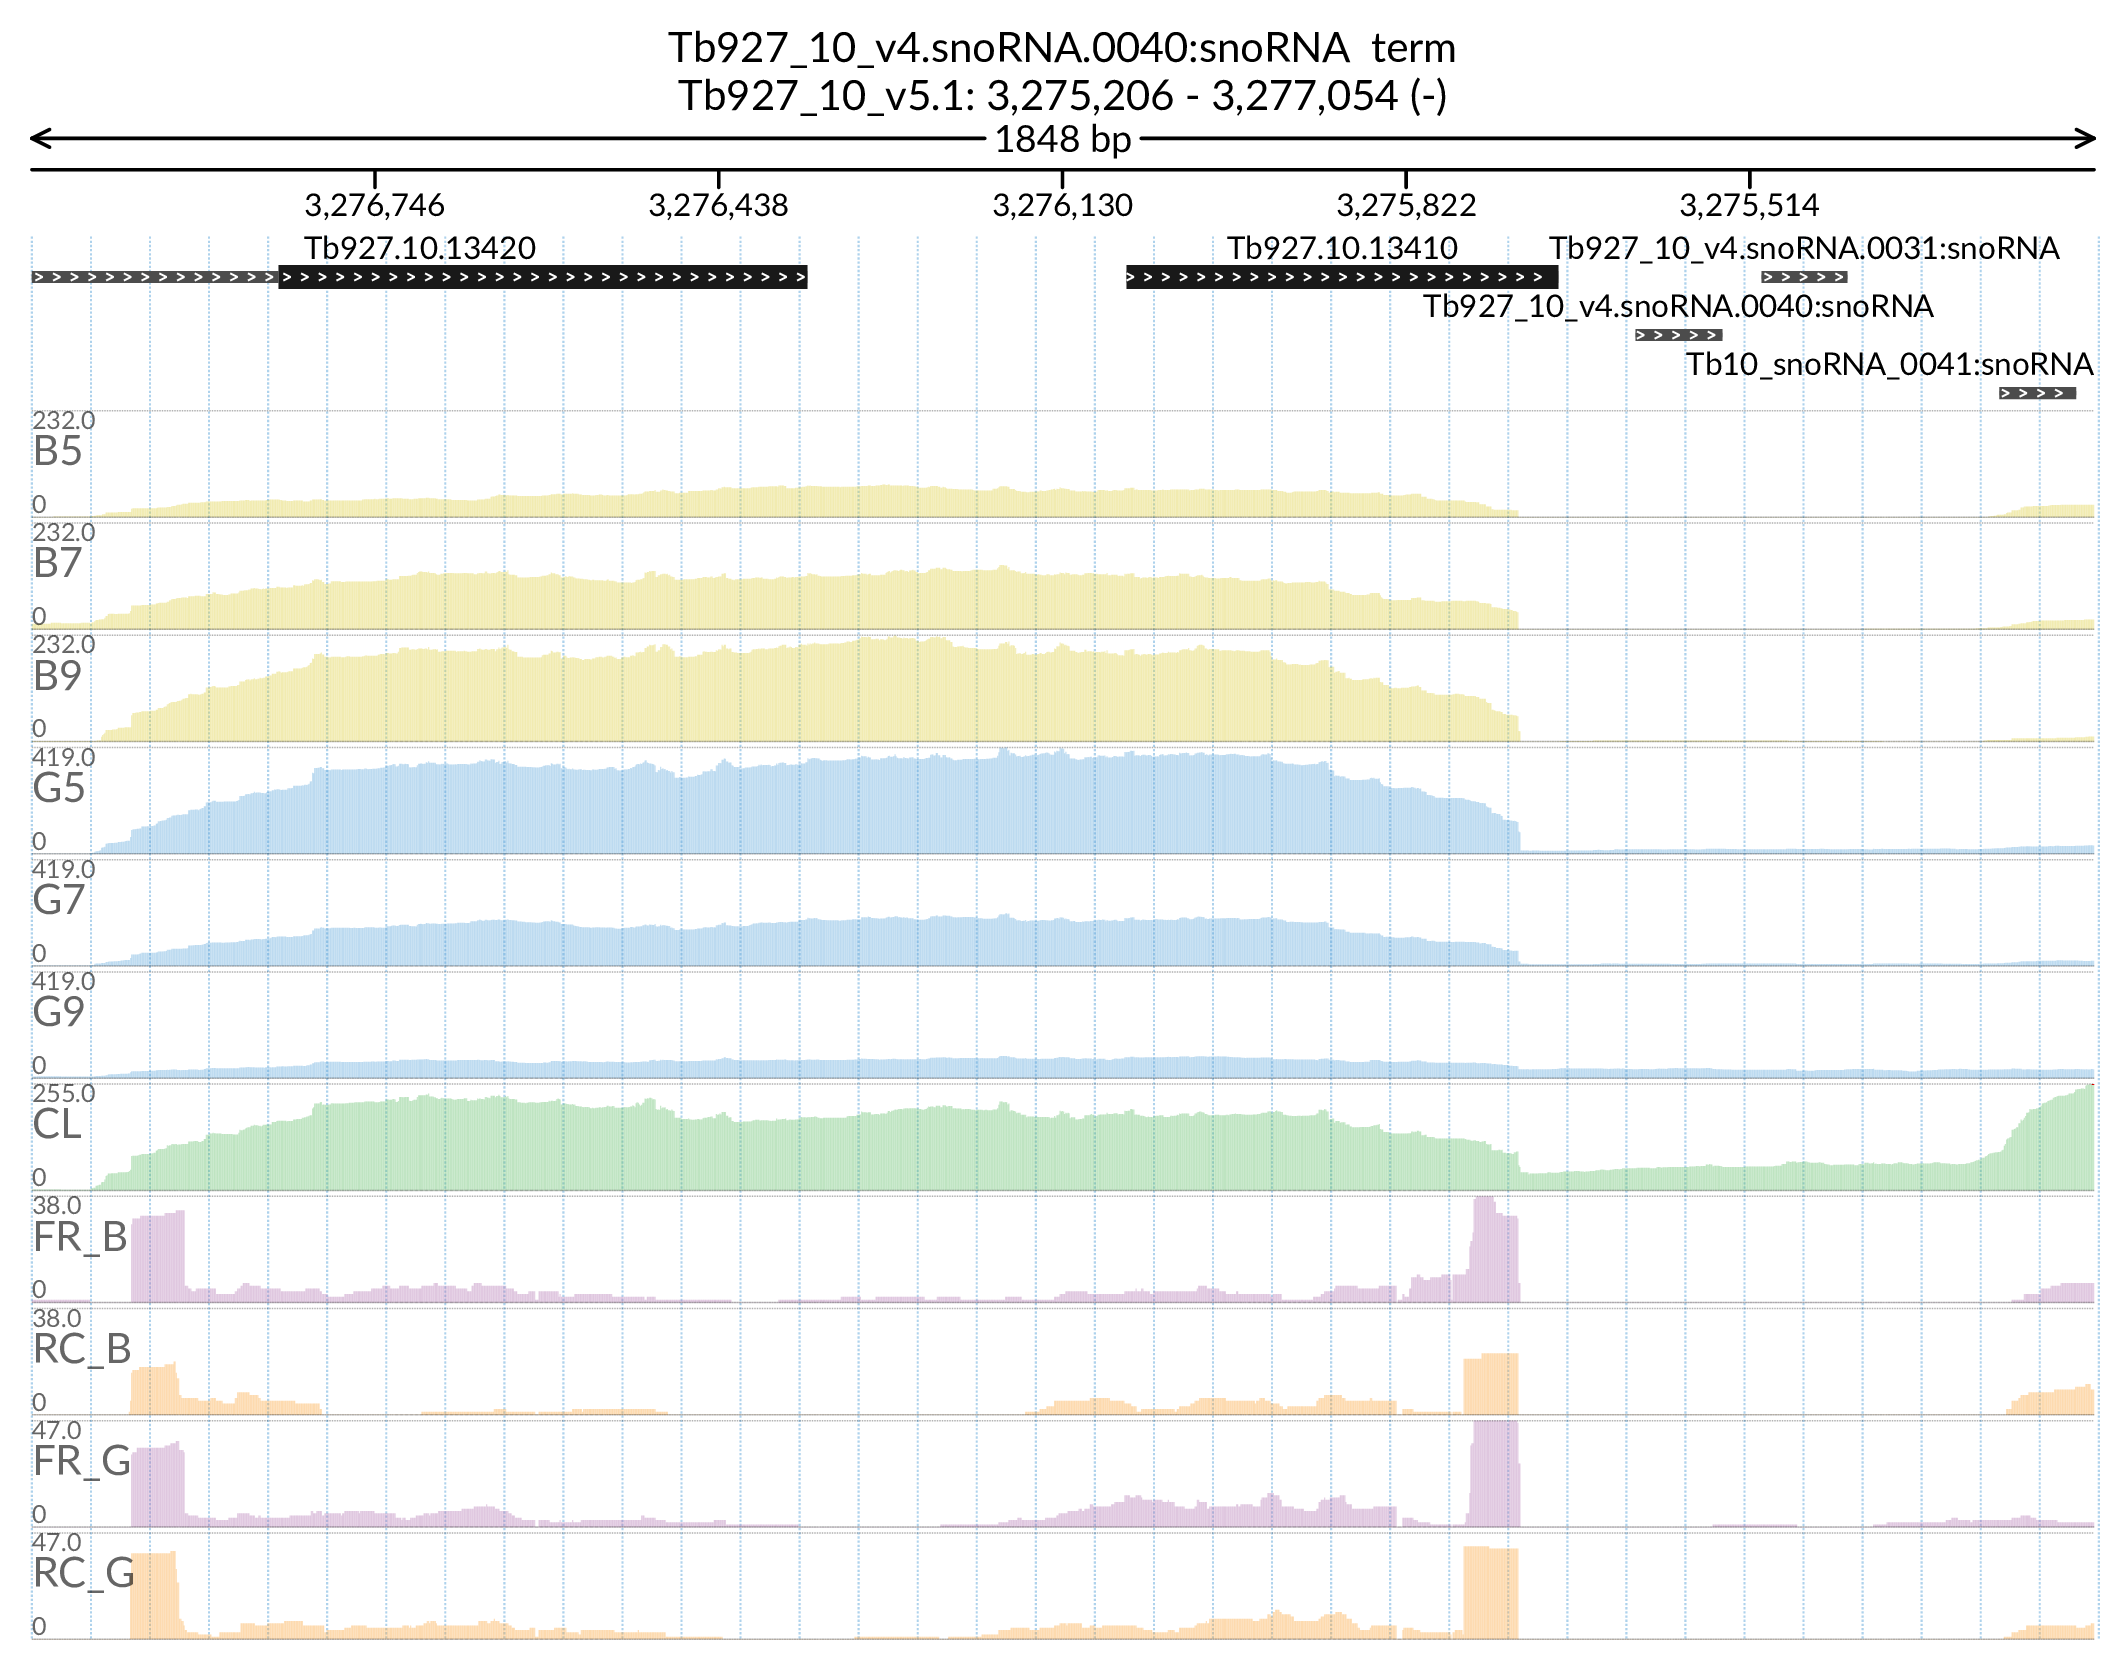 Tb927_10_v4.snoRNA.0040:snoRNA term
Tb927_10_v5.1: 3,275,206 - 3,277,054 (-)
1848 bp
3,276,746 3,276,438 3,276,130 3,275,822 3,275,514
Tb927.10.13420 Tb927.10.13410 Tb927_10_v4.snoRNA.0031:snoRNA
Tb927_10_v4.snoRNA.0040:snoRNA
Tb10_snoRNA_0041:snoRNA
232.0
B5
0
232.0
B7
0
232.0
B9
0
419.0
G5
0
419.0
G7
0
419.0
G9
0
255.0
CL
0
38.0
FR_B
0
38.0
RC_B
0
47.0
FR_G
0
47.0
RC_G
0